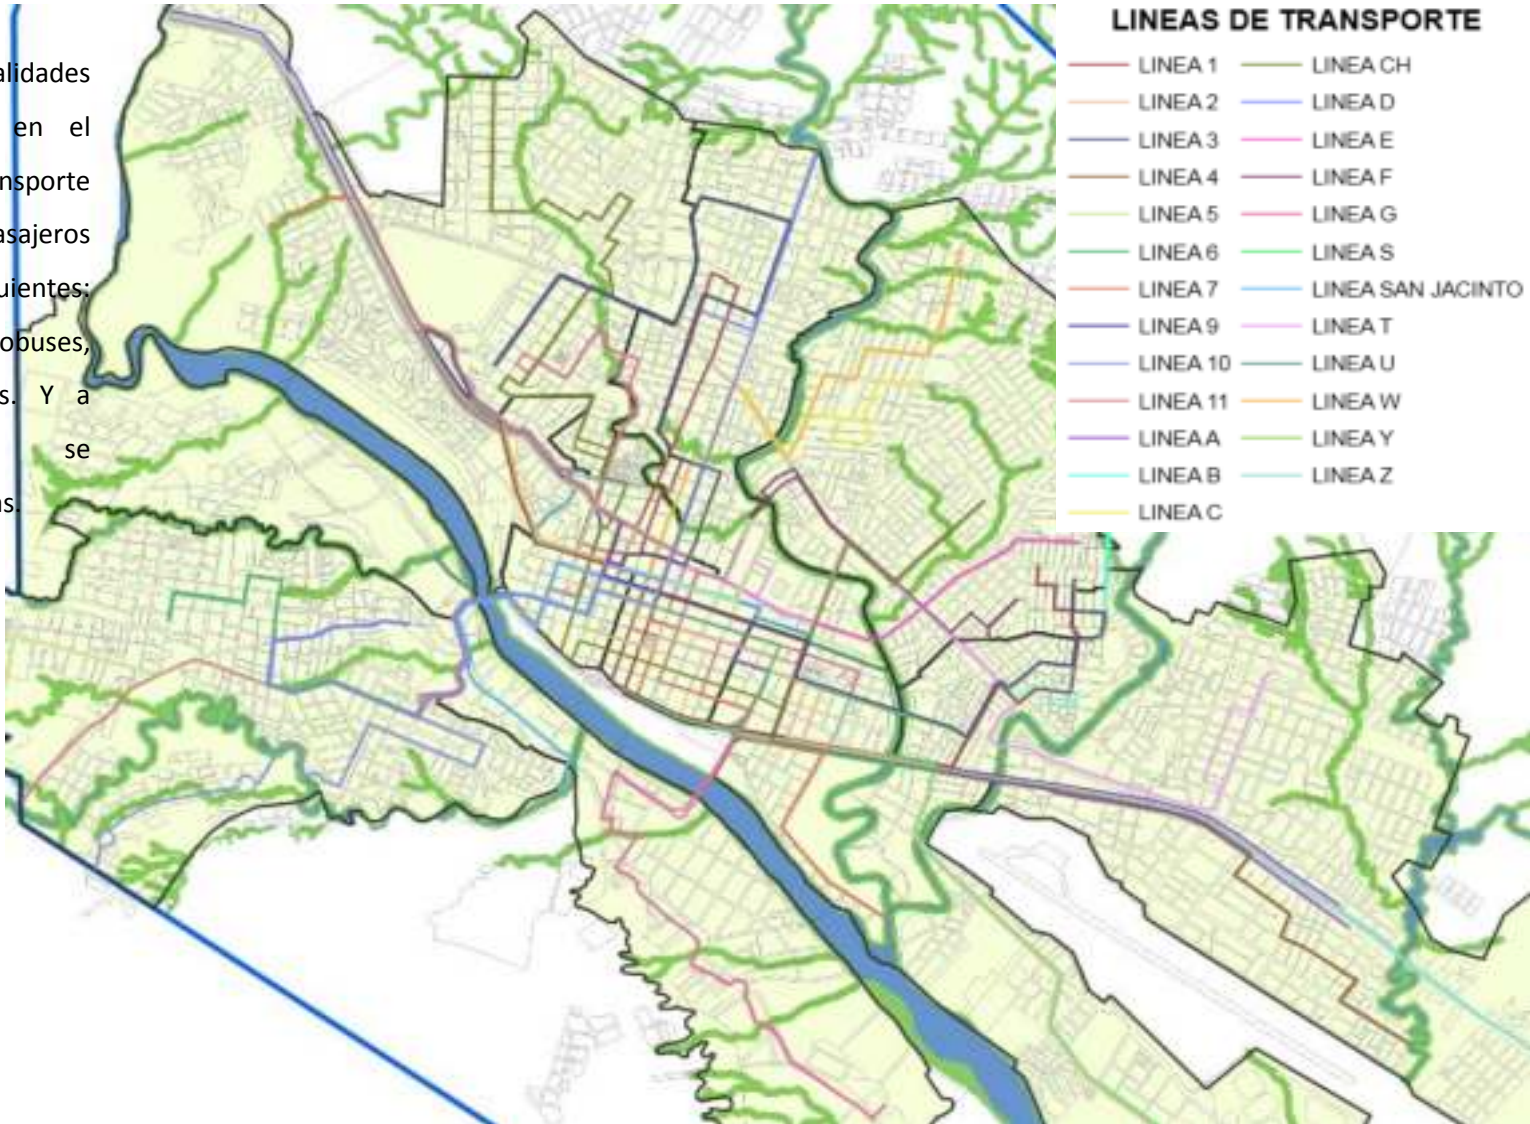 alidades
en el
nsporte
asajeros
uientes:
obuses,
s. Y a
se
as.
LINEAS DE TRANSPORTE
LINEA 1
LINEA 2
LINEA 3
LINEA 4
LINEA 5
LINEA 6
LINEA 7
LINEA 9
LINEA 10
LINEA 11
LINEA A
LINEA B
LINEA C
LINEA CH
LINEA D
LINEA E
LINEA F
LINEA G
LINEA S
LINEA SAN JACINTO
LINEA T
LINEA U
LINEA W
LINEA Y
LINEA Z